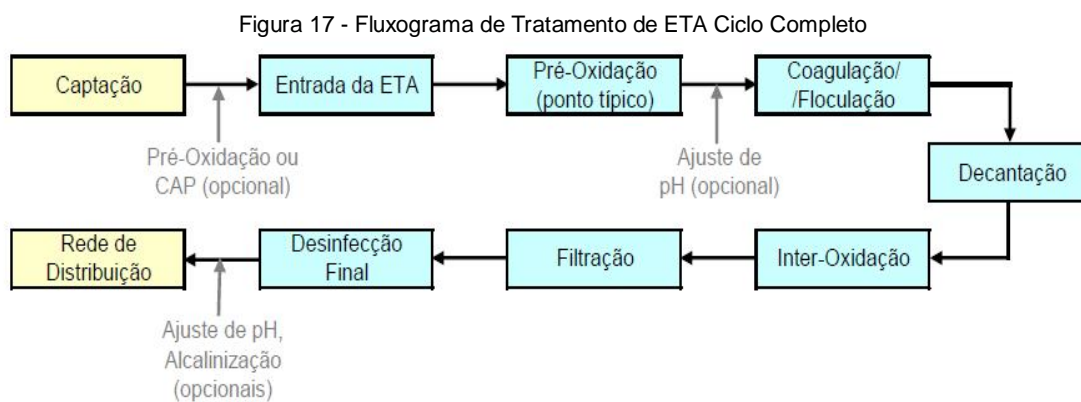 Figura 17 - Fluxograma de Tratamento de ETA Ciclo Completo
Captação
Entrada da ETA
Pré-Oxidação
(ponto típico)
Coagulação/
/Floculação
Pré-Oxidação ou
CAP (opcional)
Ajuste de
pH (opcional)
Decantação
Inter-Oxidação
Filtração
Desinfecção
Final
Rede de
Distribuição
Ajuste de pH,
Alcalinização
(opcionais)